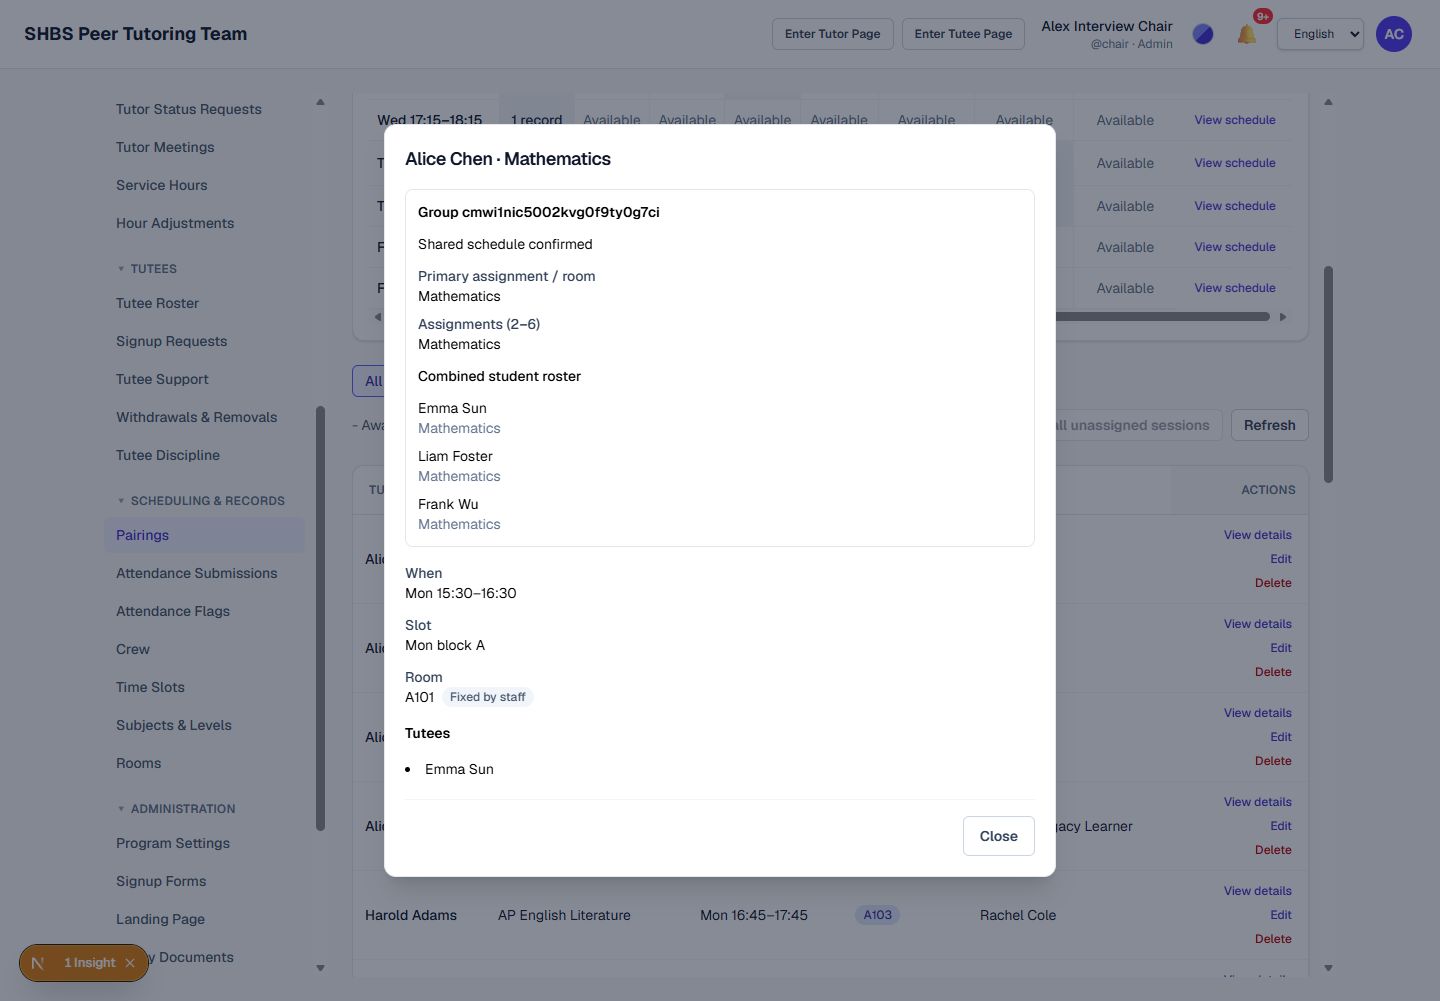 SHBS Peer Tutoring Team
Enter Tutor Page
Enter Tutee Page
Alex Interview Chair
@chair · Admin
9+
English
AC
Tutor Status Requests
Tutor Meetings
Service Hours
Hour Adjustments
TUTEES
Tutee Roster
Signup Requests
Tutee Support
Withdrawals & Removals
Tutee Discipline
SCHEDULING & RECORDS
Pairings
Attendance Submissions
Attendance Flags
Crew
Time Slots
Subjects & Levels
Rooms
ADMINISTRATION
Program Settings
Signup Forms
Landing Page
Documents
1 Insight
Wed 17:15–18:15 1 record Available Available Available Available Available Available Available View schedule
Available View schedule
Available View schedule
Available View schedule
Available View schedule
All
unassigned sessions
Refresh
ACTIONS
View details
Edit
Delete
View details
Edit
Delete
View details
Edit
Delete
View details
Learner
Edit
Delete
View details
Harold Adams AP English Literature Mon 16:45–17:45 A103 Rachel Cole
Edit
Delete
Alice Chen · Mathematics
Group cmwi1nic5002kvg0f9ty0g7ci
Shared schedule confirmed
Primary assignment / room
Mathematics
Assignments (2–6)
Mathematics
Combined student roster
Emma Sun
Mathematics
Liam Foster
Mathematics
Frank Wu
Mathematics
When
Mon 15:30–16:30
Slot
Mon block A
Room
A101 Fixed by staff
Tutees
Emma Sun
Close